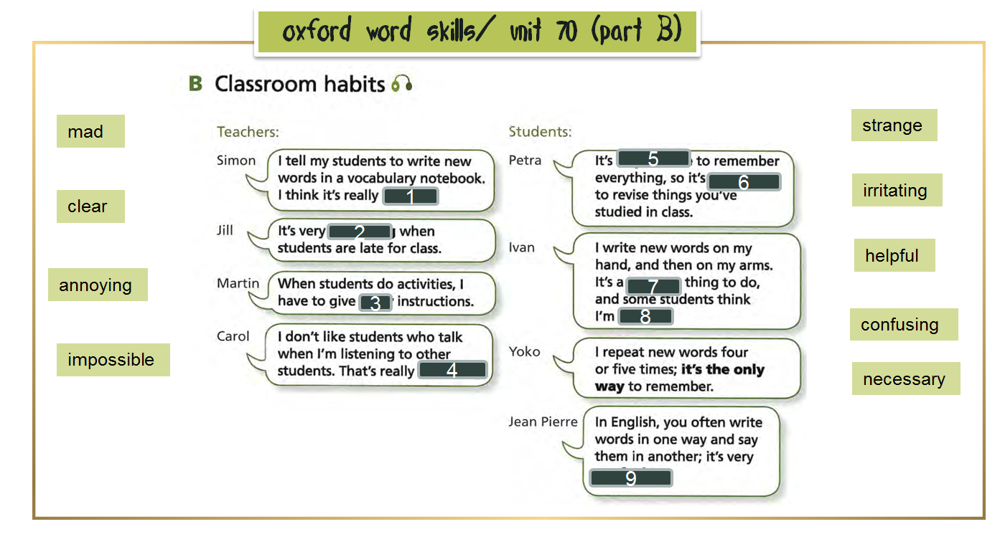 oxford word skills/ unit 70 (part B)
B Classroom habits
mad
clear
annoying
impossible
Teachers:
Simon
I tell my students to write new
words in a vocabulary notebook.
I think it's really 1
Jill
It's very 2 when
students are late for class.
Martin
When students do activities, I
have to give 3 instructions.
Carol
I don't like students who talk
when I'm listening to other
students. That's really 4
Students:
Petra
It's 5 to remember
everything, so it's 6
to revise things you've
studied in class.
Ivan
I write new words on my
hand, and then on my arms.
It's a 7 thing to do,
and some students think
I'm 8
Yoko
I repeat new words four
or five times; it's the only
way to remember.
Jean Pierre
In English, you often write
words in one way and say
them in another; it's very
9
strange
irritating
helpful
confusing
necessary